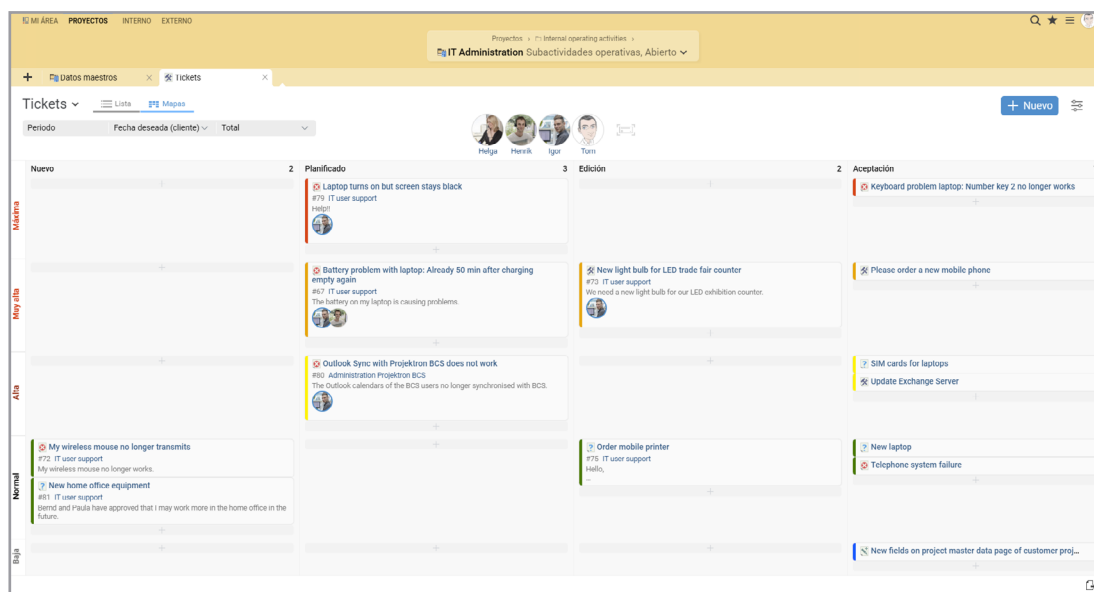 MI ÁREA PROYECTOS INTERNO EXTERNO
Proyectos › Internal operating activities ›
IT Administration Subactividades operativas, Abierto
+ Datos maestros × Tickets ×
Tickets Lista Mapas + Nuevo
Periodo Fecha deseada (cliente) Total
Helga Henrik Igor Tom
Nuevo 2 Planificado 3 Edición 2 Aceptación
Máxima
Laptop turns on but screen stays black
#79 IT user support
Help!!
Keyboard problem laptop: Number key 2 no longer works
Muy alta
Battery problem with laptop: Already 50 min after charging
empty again
#67 IT user support
The battery on my laptop is causing problems.
New light bulb for LED trade fair counter
#73 IT user support
We need a new light bulb for our LED exhibition counter.
Please order a new mobile phone
Alta
Outlook Sync with Projektron BCS does not work
#80 Administration Projektron BCS
The Outlook calendars of the BCS users no longer synchronised with BCS.
SIM cards for laptops
Update Exchange Server
Normal
My wireless mouse no longer transmits
#72 IT user support
My wireless mouse no longer works.
New home office equipment
#81 IT user support
Bernd and Paula have approved that I may work more in the home office in the
future.
Order mobile printer
#75 IT user support
Hello,
...
New laptop
Telephone system failure
Baja
New fields on project master data page of customer proj...